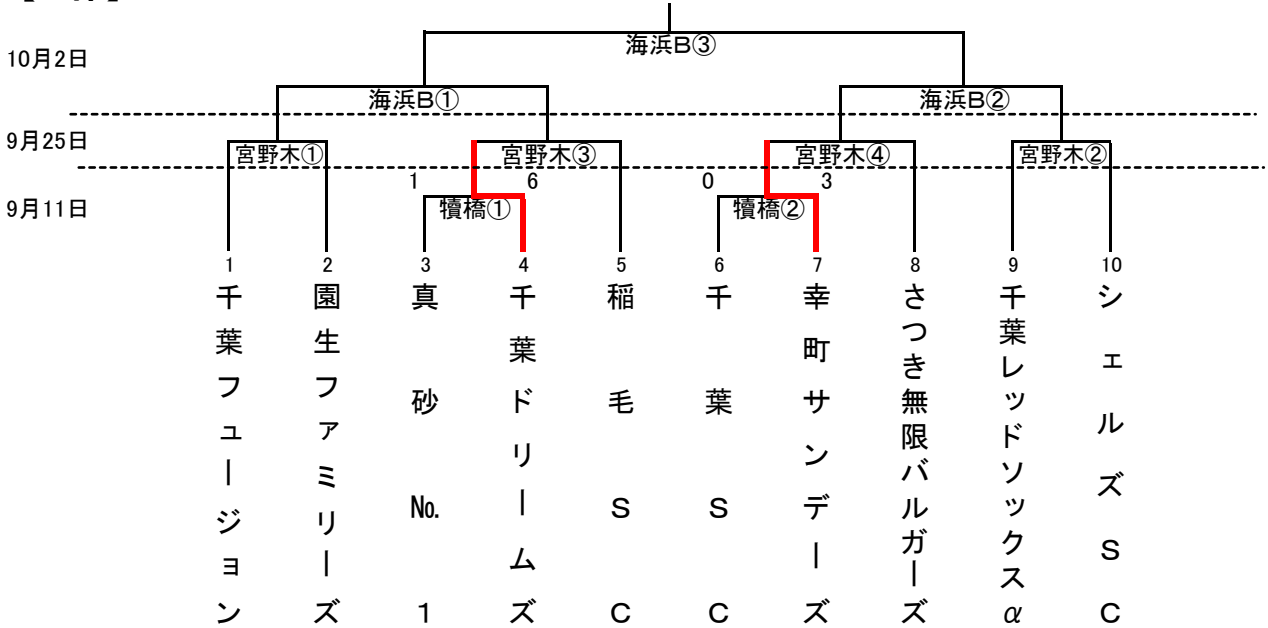 海浜B③
10月2日
海浜B①
海浜B②
9月25日
宮野木①
宮野木③
宮野木④
宮野木②
1
6
0
3
9月11日
犢橋①
犢橋②
1
2
3
4
5
6
7
8
9
10
千葉フュージョン
園生ファミリーズ
真砂№1
千葉ドリームズ
稲毛SC
千葉SC
幸町サンデーズ
さつき無限バルガーズ
千葉レッドソックスα
シェルズSC